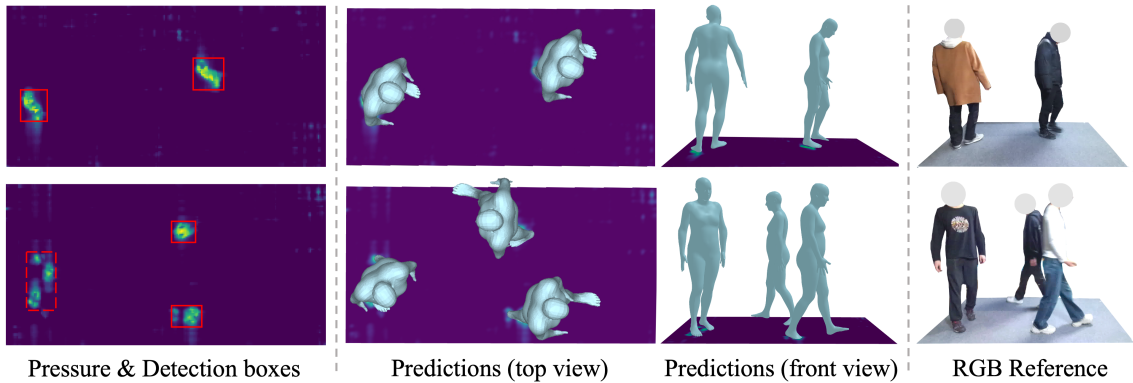 Pressure & Detection boxes
Predictions (top view)
Predictions (front view)
RGB Reference